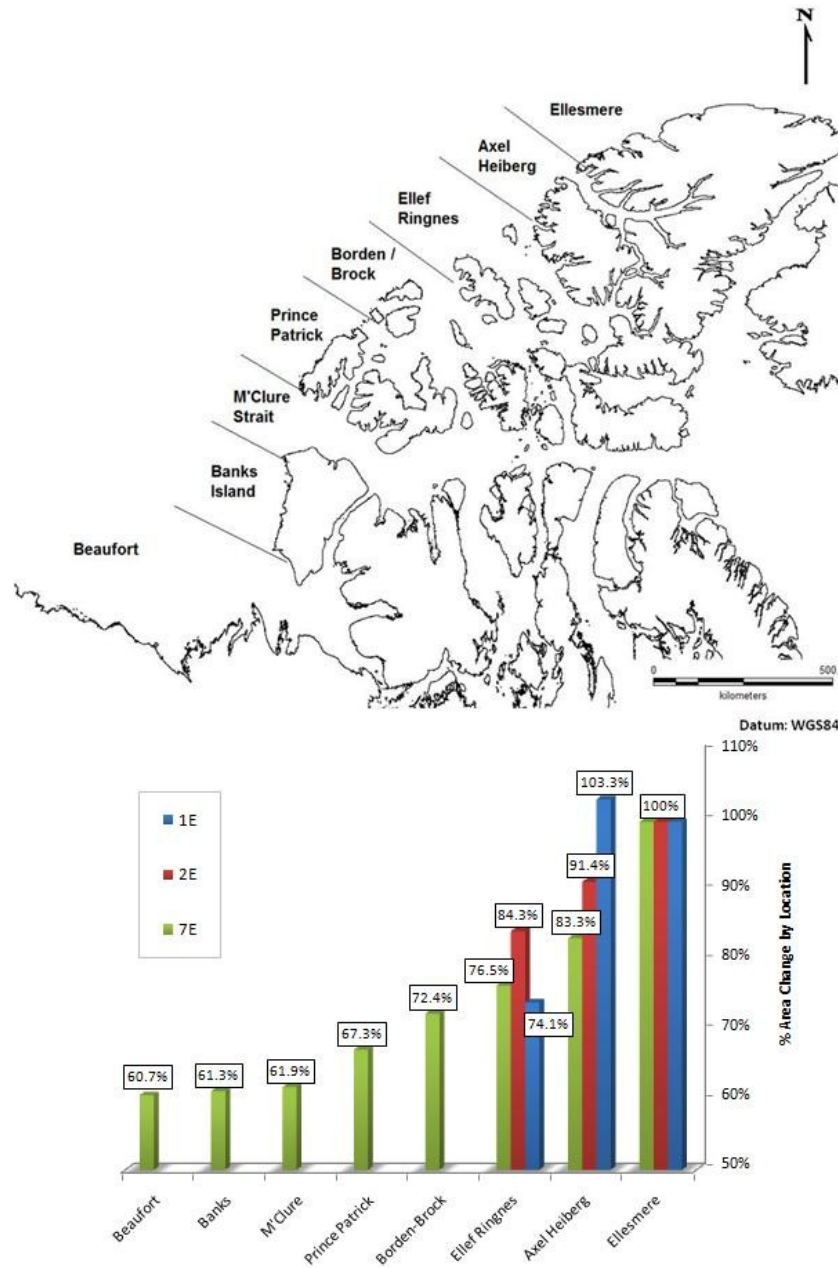 N
Ellesmere
Axel
Heiberg
Ellef
Ringnes
Borden /
Brock
Prince
Patrick
M'Clure
Strait
Banks
Island
Beaufort
0 500
kilometers
Datum: WGS84
1E
2E
7E
60.7%
61.3%
61.9%
67.3%
72.4%
76.5%
84.3%
74.1%
83.3%
91.4%
103.3%
100%
110%
100%
90%
80%
70%
60%
50%
% Area Change by Location
Beaufort
Banks
M'Clure
Prince Patrick
Borden-Brock
Ellef Ringnes
Axel Heiberg
Ellesmere